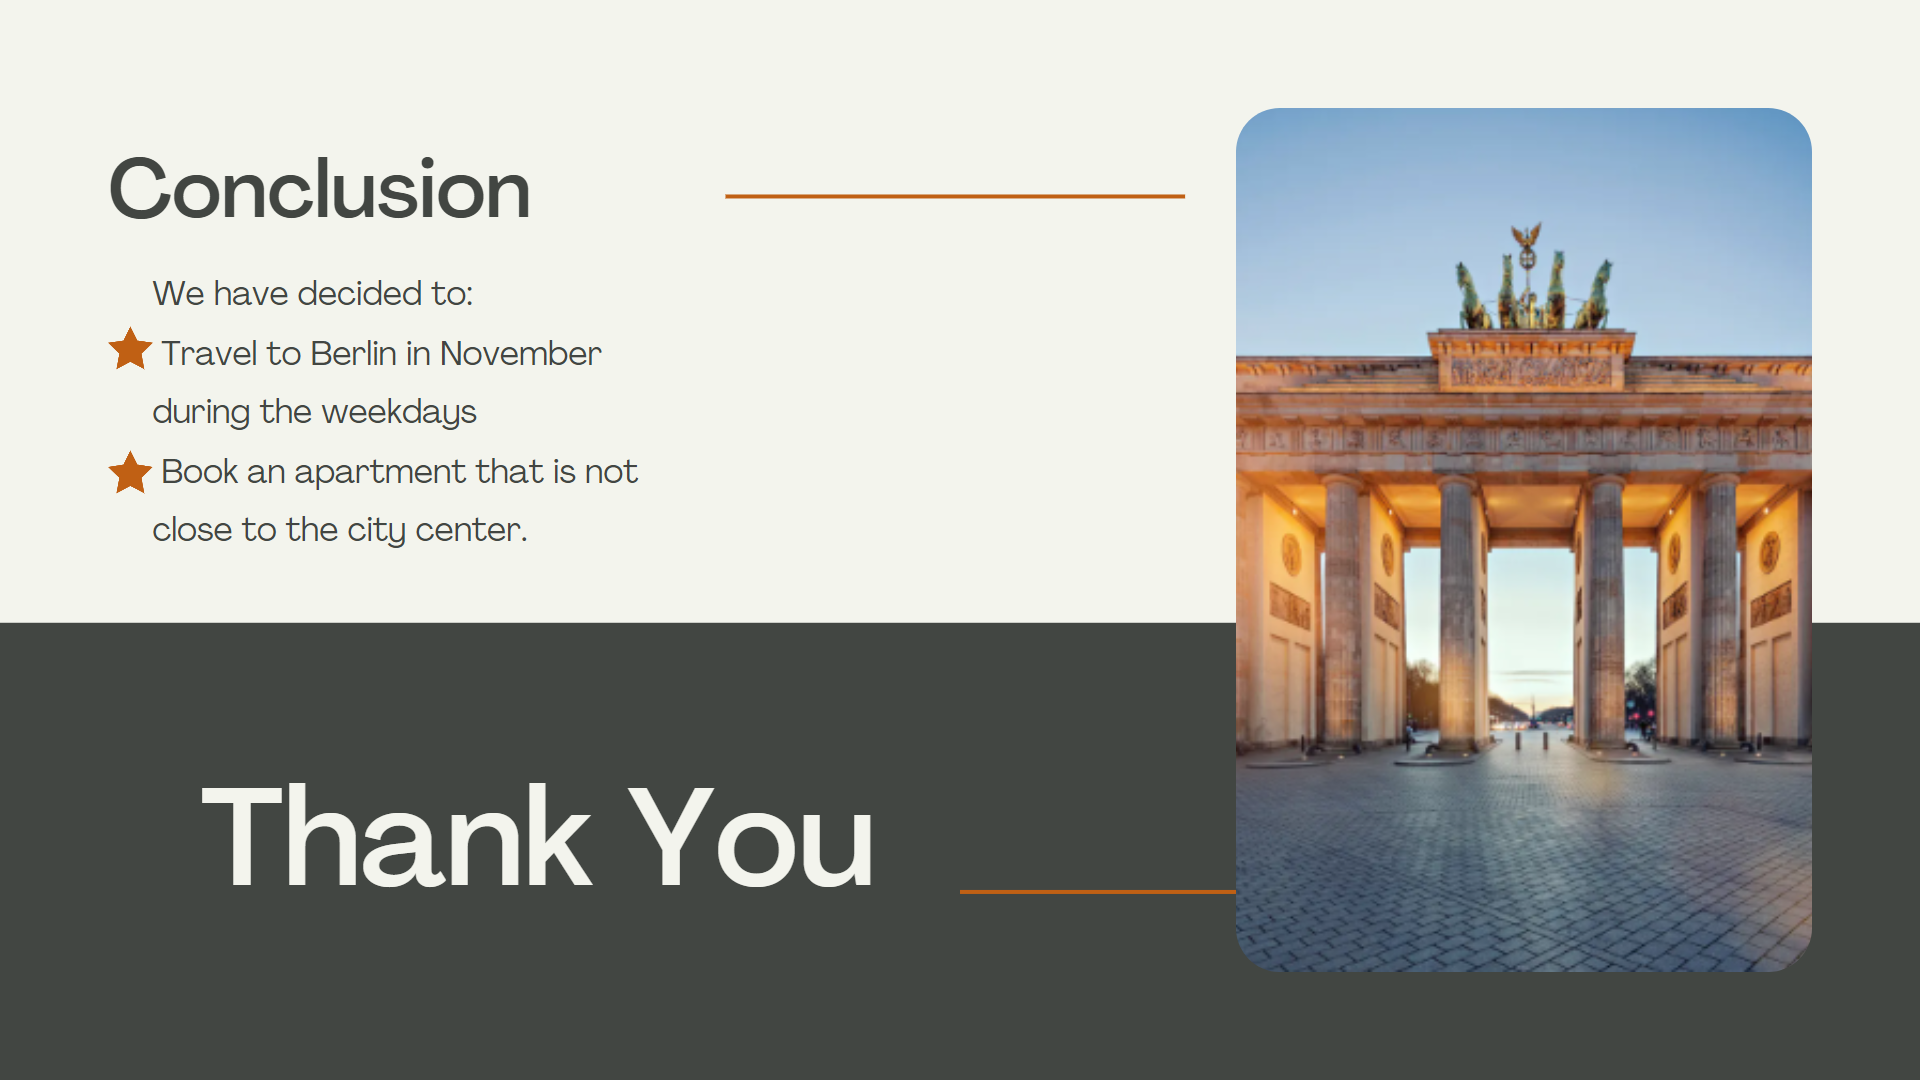 Conclusion
We have decided to:
Travel to Berlin in November
during the weekdays
Book an apartment that is not
close to the city center.
Thank You